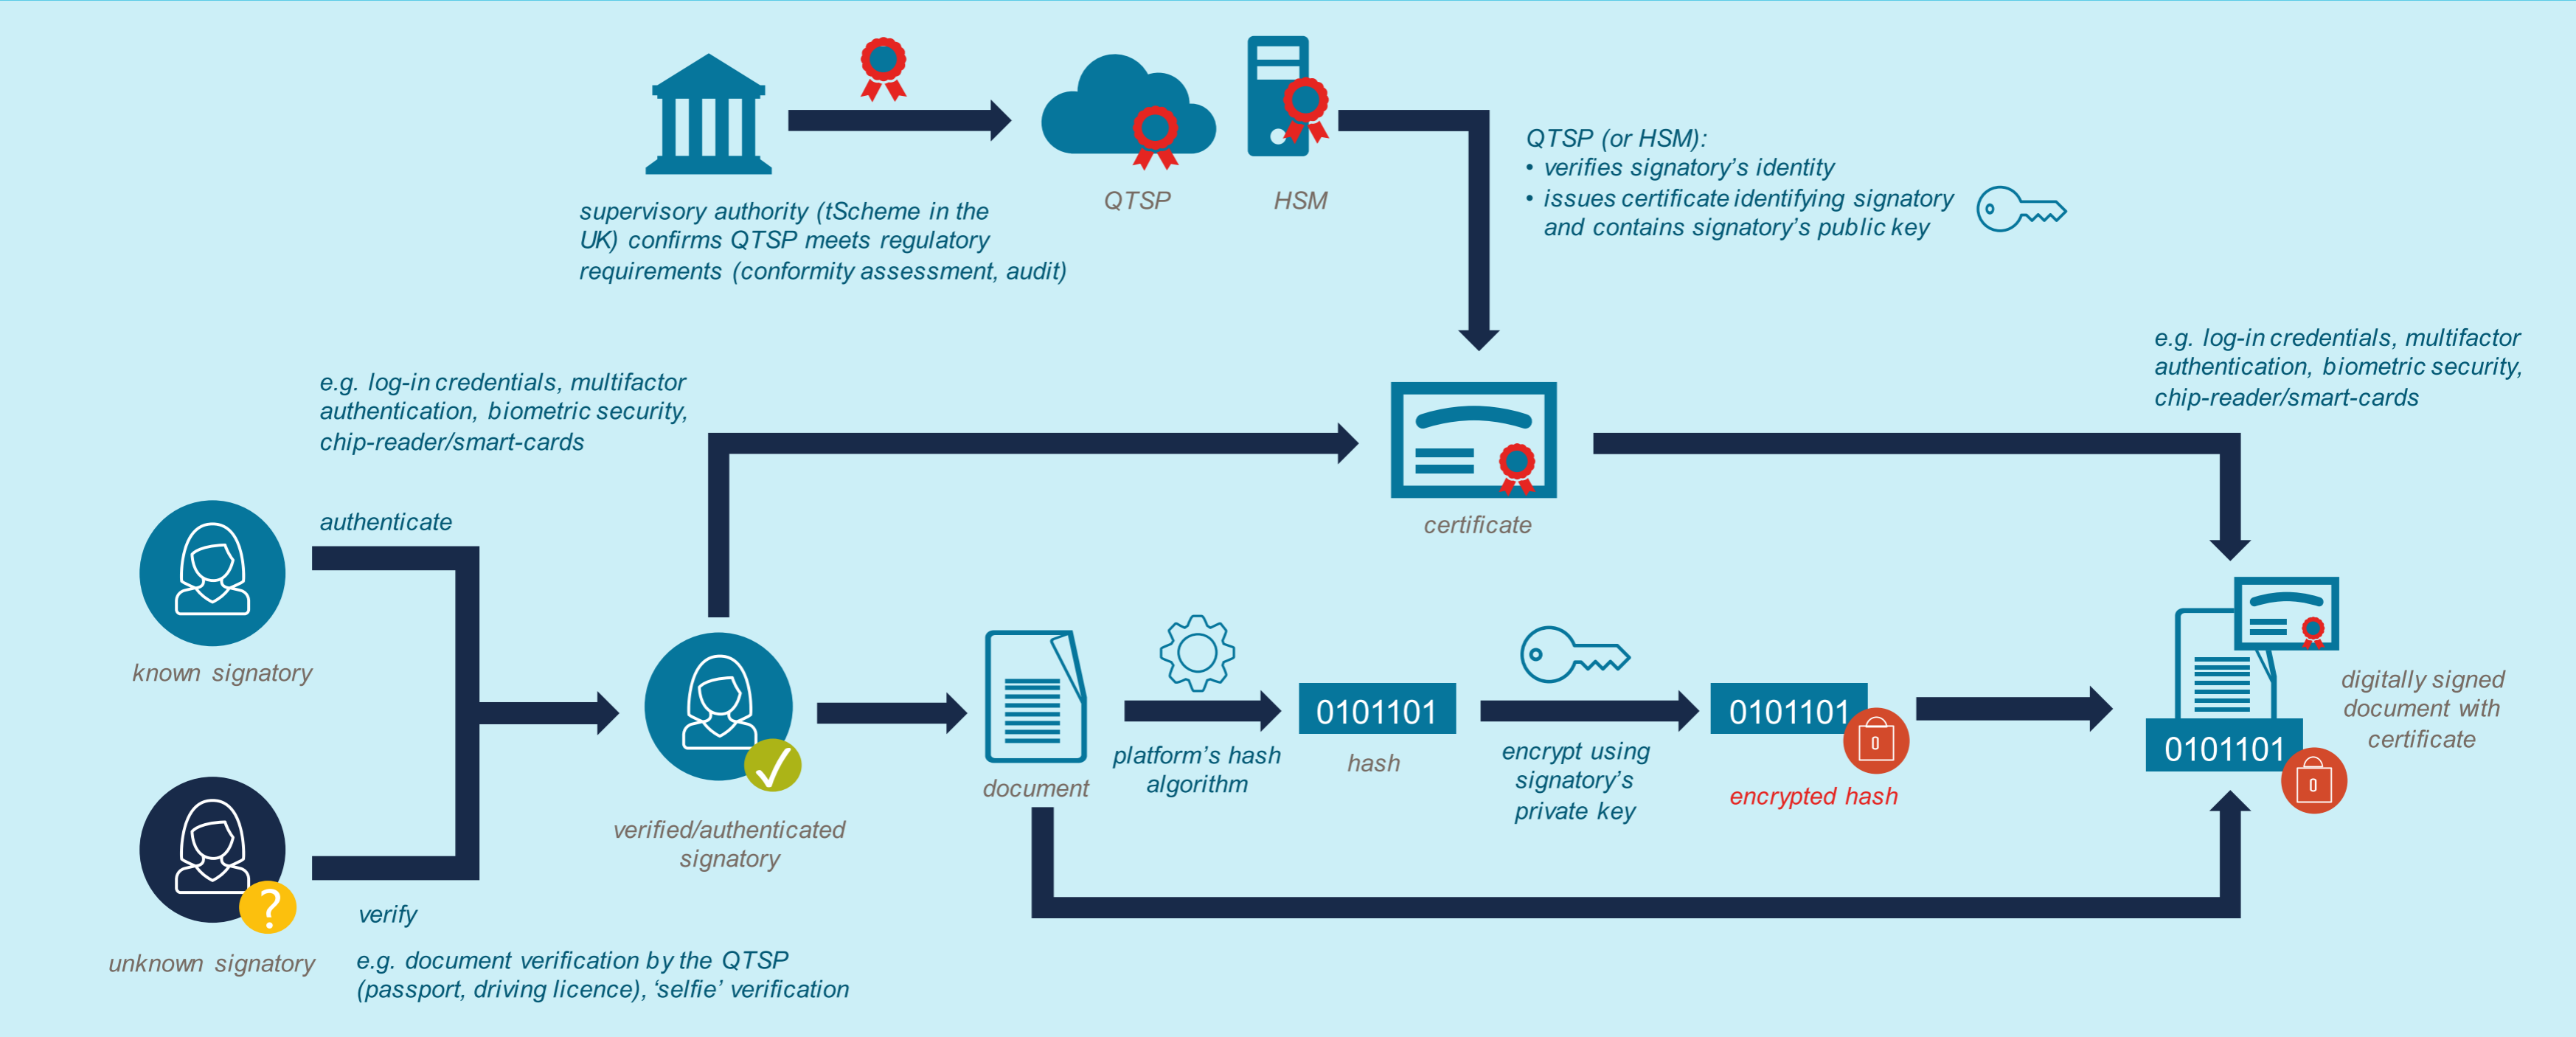 supervisory authority (tScheme in the
UK) confirms QTSP meets regulatory
requirements (conformity assessment, audit)
QTSP
HSM
QTSP (or HSM):
• verifies signatory’s identity
• issues certificate identifying signatory
and contains signatory’s public key
e.g. log-in credentials, multifactor
authentication, biometric security,
chip-reader/smart-cards
e.g. log-in credentials, multifactor
authentication, biometric security,
chip-reader/smart-cards
certificate
authenticate
known signatory
?
unknown signatory
verify
e.g. document verification by the QTSP
(passport, driving licence), ‘selfie’ verification
verified/authenticated
signatory
document
platform’s hash
algorithm
0101101
hash
encrypt using
signatory’s
private key
0101101
0
encrypted hash
0101101
0
digitally signed
document with
certificate